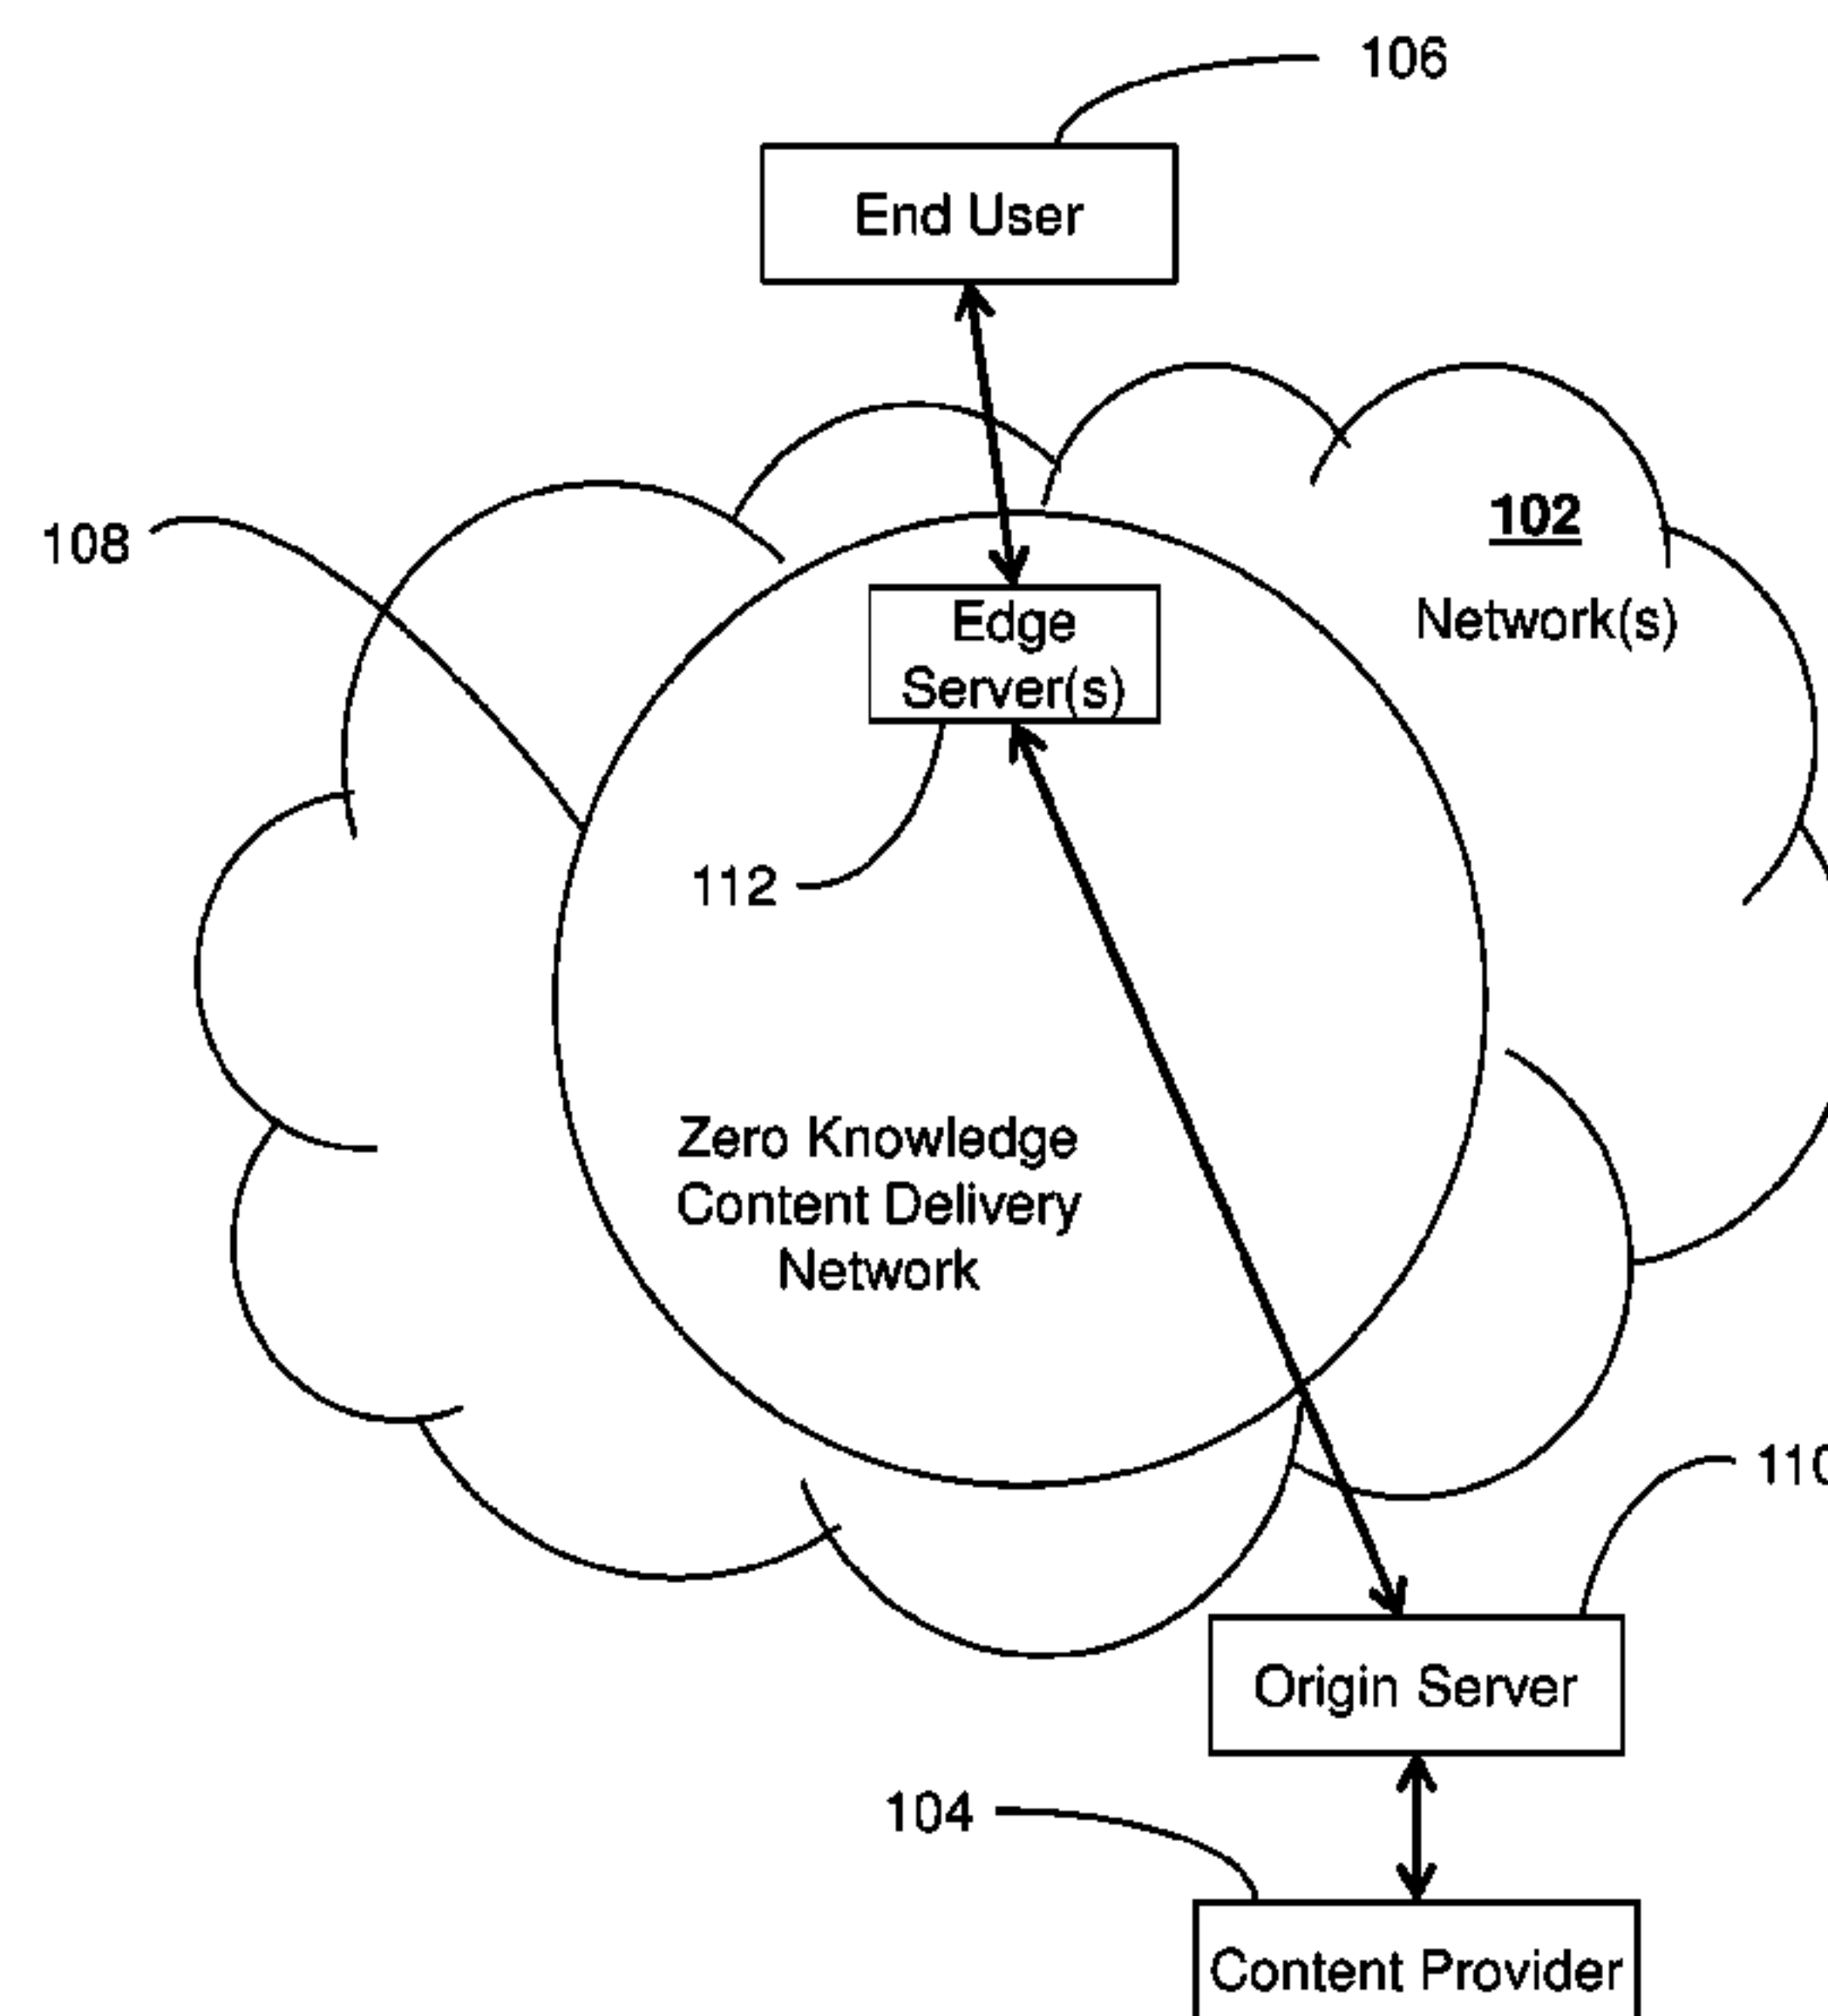 106
End User
102
108
Network(s)
Edge
Server(s)
112
Zero Knowledge
Content Delivery
Network
110
Origin Server
104
Content Provider